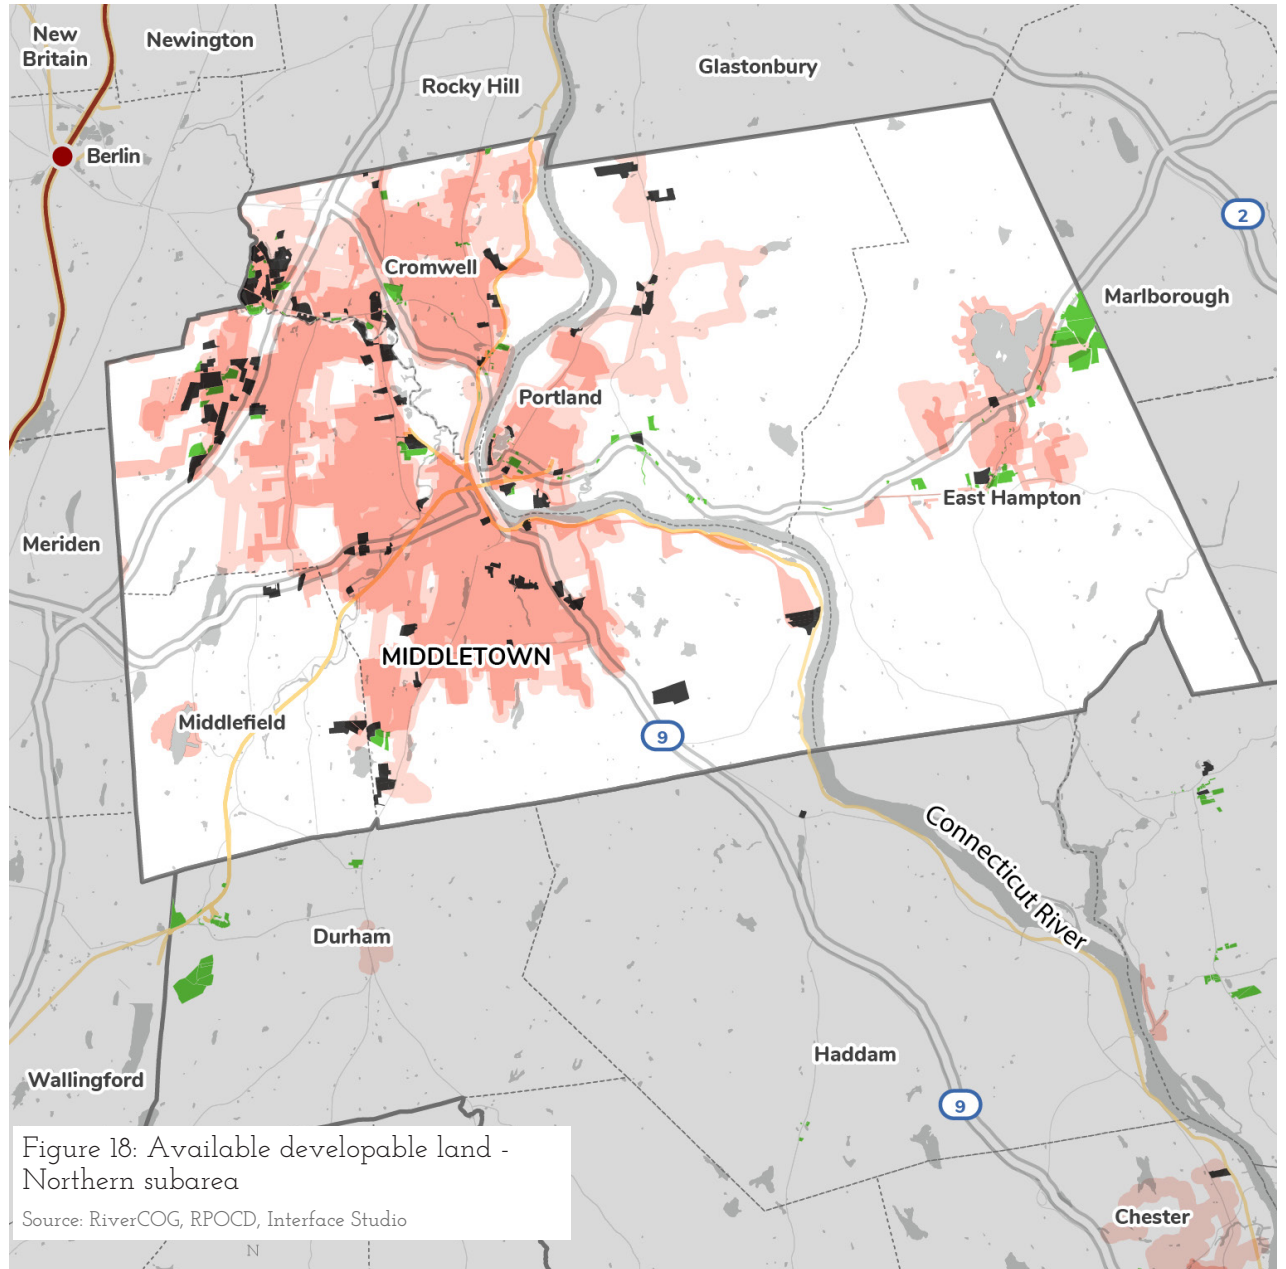 New
Britain
Newington
Rocky Hill
Glastonbury
Berlin
2
Cromwell
Marlborough
Portland
East Hampton
Meriden
MIDDLETOWN
Middlefield
9
Connecticut River
Durham
Haddam
Wallingford
9
Figure 18: Available developable land -
Northern subarea
Source: RiverCOG, RPOCD, Interface Studio
Chester
N